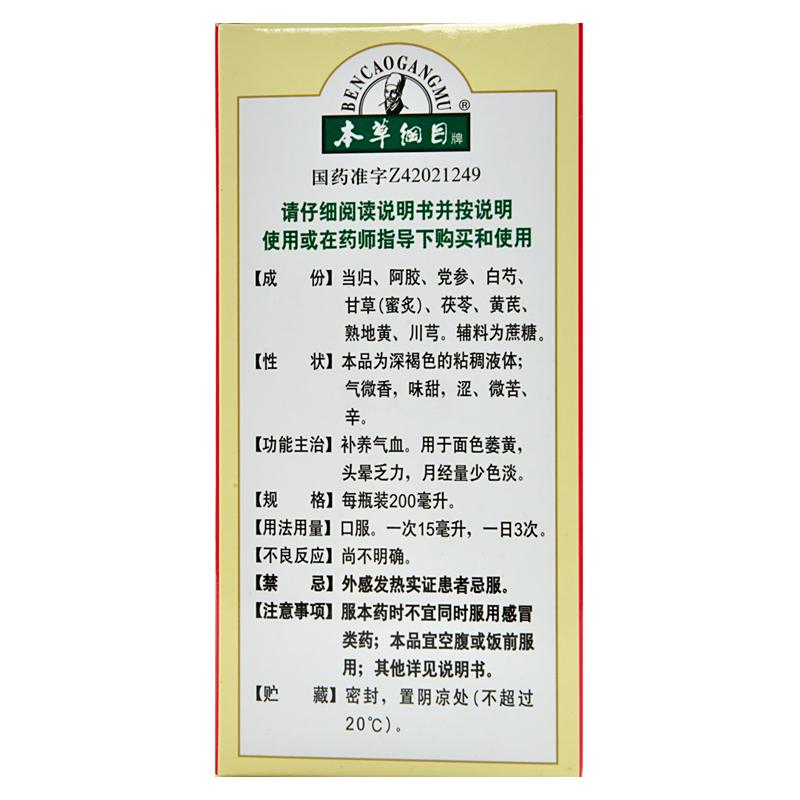 BENCAOGANGMU
®
本草纲目牌
国药准字Z42021249
请仔细阅读说明书并按说明
使用或在药师指导下购买和使用
【成 份】当归、阿胶、党参、白芍、
甘草(蜜炙)、茯苓、黄芪、
熟地黄、川芎。辅料为蔗糖。
【性 状】本品为深褐色的粘稠液体；
气微香，味甜，涩、微苦、
辛。
【功能主治】补养气血。用于面色萎黄，
头晕乏力，月经量少色淡。
【规 格】每瓶装200毫升。
【用法用量】口服。一次15毫升，一日3次。
【不良反应】尚不明确。
【禁 忌】外感发热实证患者忌服。
【注意事项】服本药时不宜同时服用感冒
类药；本品宜空腹或饭前服
用；其他详见说明书。
【贮 藏】密封，置阴凉处(不超过
20℃)。